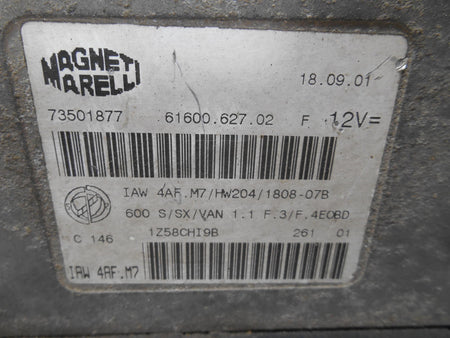 MAGNETI
MARELLI
18.09.01
73501877 61600.627.02 F 12V=
IAW 4AF.M7/HW204/1808-07B
600 S/SX/VAN 1.1 F.3/F.4EOBD
C 146 1Z58CHI9B 261 01
IAW 4AF.M7